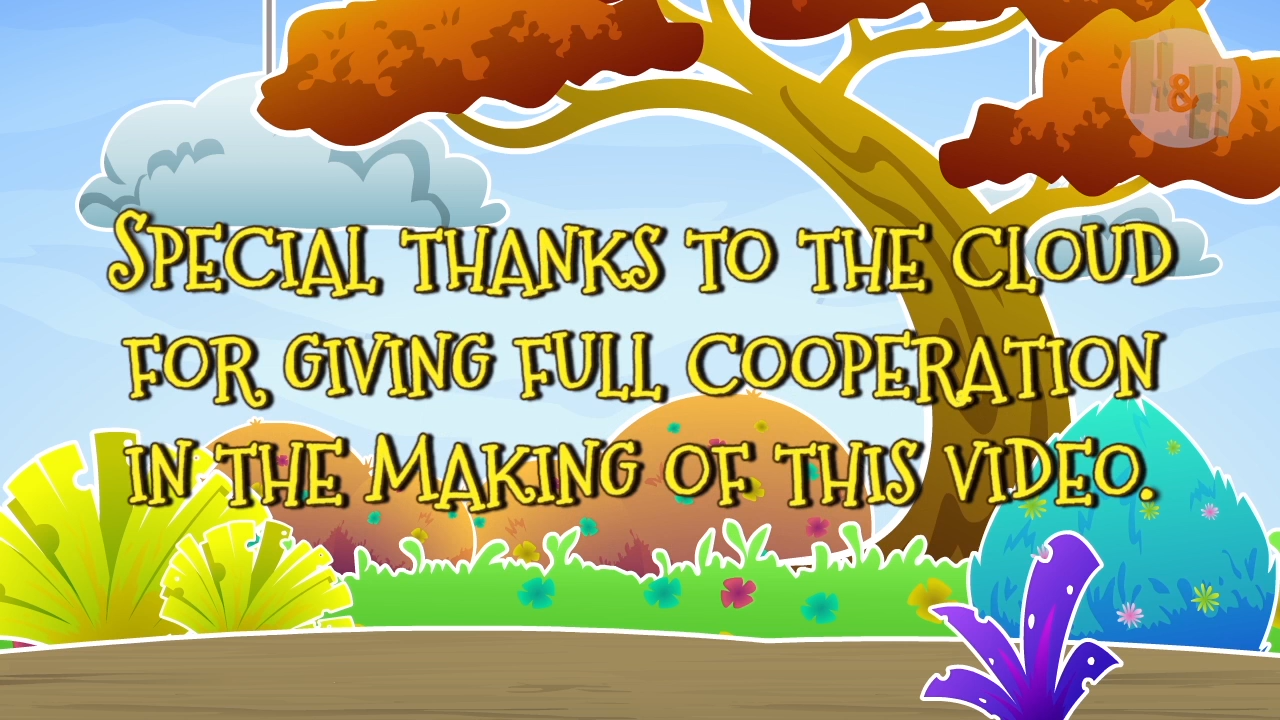 Special thanks to the cloud
for giving full cooperation
in the making of this video.
&